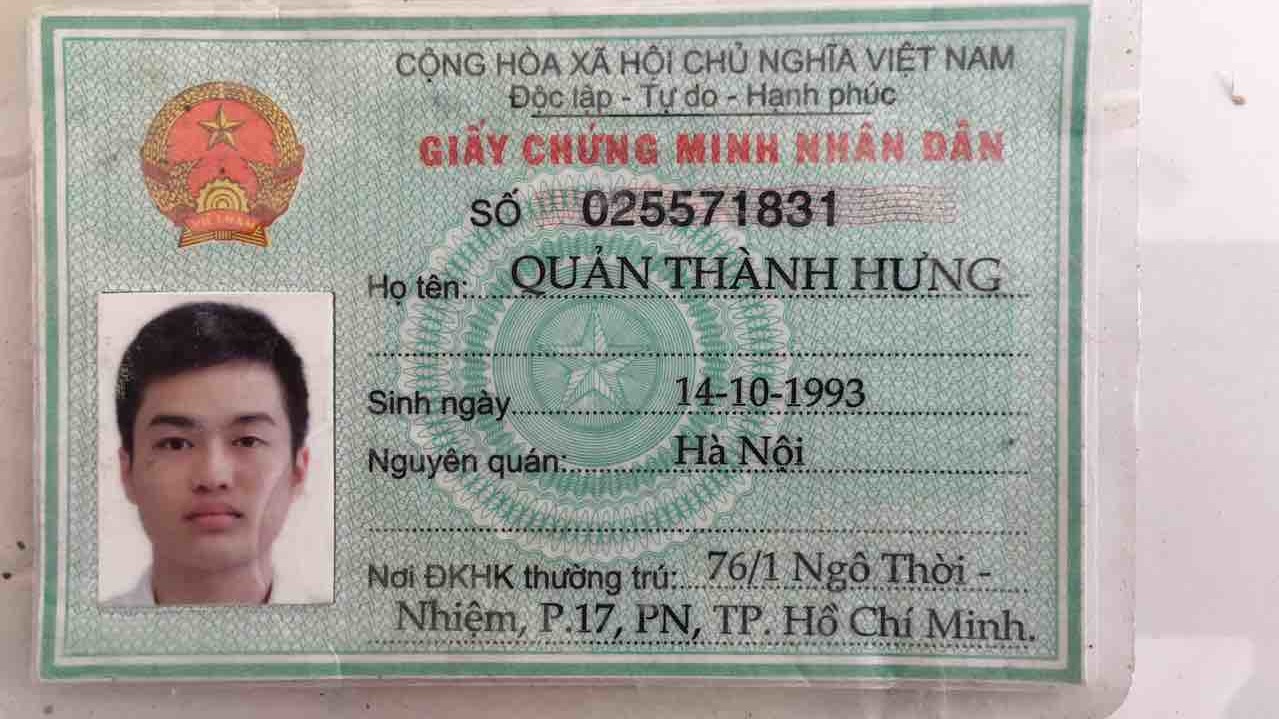 CỘNG HÒA XÃ HỘI CHỦ NGHĨA VIỆT NAM
Độc lập - Tự do - Hạnh phúc
GIẤY CHỨNG MINH NHÂN DÂN
SỐ 025571831
Họ tên: QUẢN THÀNH HƯNG
Sinh ngày 14-10-1993
Nguyên quán: Hà Nội
Nơi ĐKHK thường trú: 76/1 Ngô Thời -
Nhiệm, P.17, PN, TP. Hồ Chí Minh.
VIỆT NAM